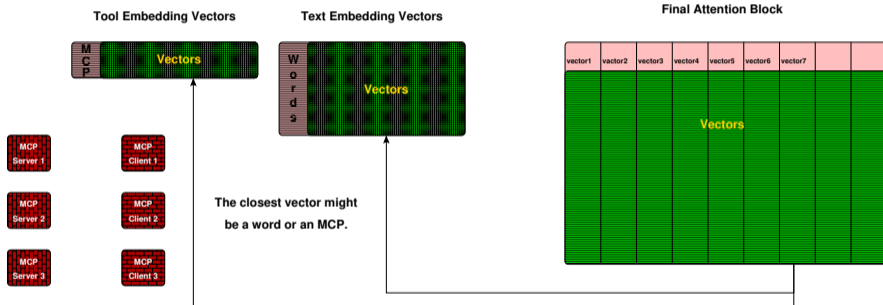 Tool Embedding Vectors
Text Embedding Vectors
Final Attention Block
MCP
Vectors
Words
Vectors
vector1
vactor2
vector3
vector4
vector5
vector6
vector7
Vectors
MCP
Server 1
MCP
Client 1
MCP
Server 2
MCP
Client 2
MCP
Server 3
MCP
Client 3
The closest vector might
be a word or an MCP.